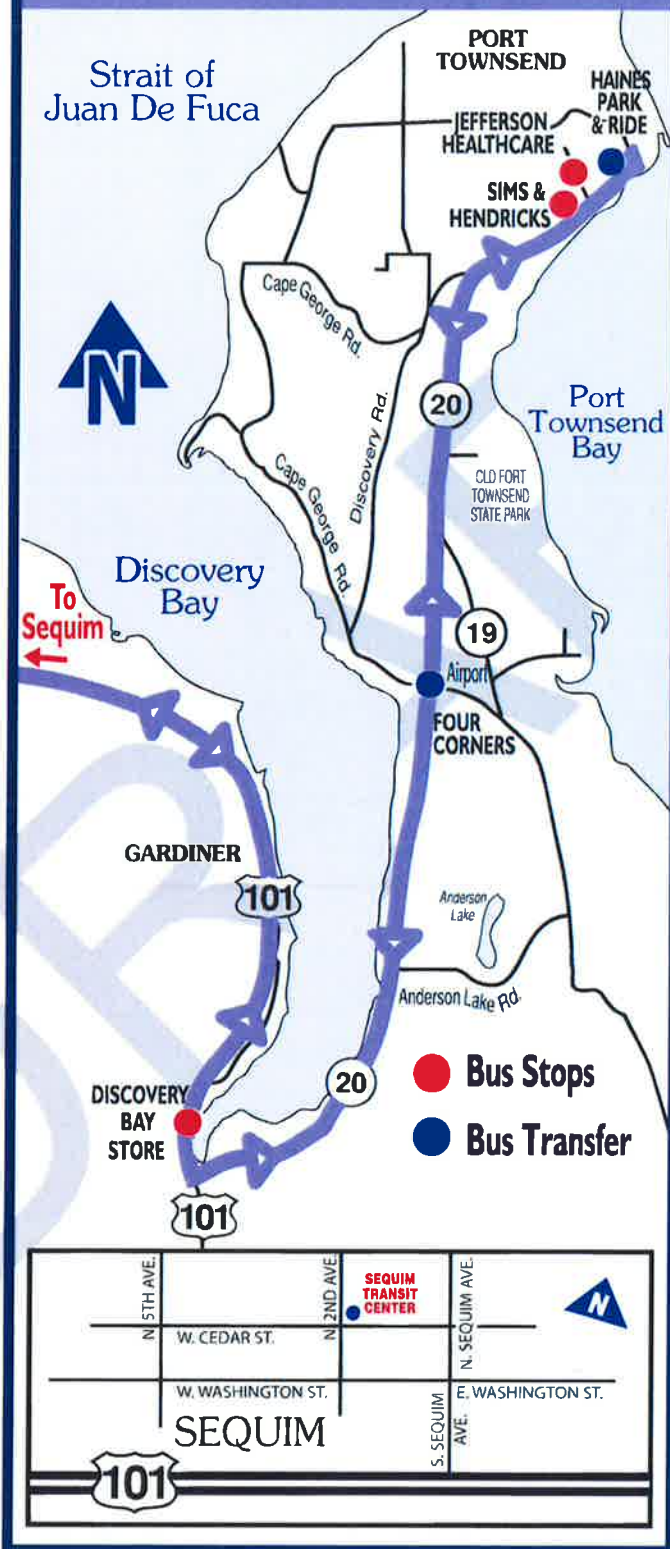 Strait of
Juan De Fuca
PORT
TOWNSEND
HAINES
PARK
& RIDE
JEFFERSON
HEALTHCARE
SIMS &
HENDRICKS
N
Cape George Rd.
20
Port
Townsend
Bay
Discovery Rd.
OLD FORT
TOWNSEND
STATE PARK
Cape George Rd.
Discovery
Bay
To
Sequim
19
Airport
FOUR
CORNERS
GARDINER
101
Anderson
Lake
Anderson Lake Rd.
20
Bus Stops
Bus Transfer
DISCOVERY
BAY
STORE
101
N. 5TH AVE.
N. 2ND AVE.
SEQUIM
TRANSIT
CENTER
N. SEQUIM AVE.
N
W. CEDAR ST.
W. WASHINGTON ST.
E. WASHINGTON ST.
SEQUIM
S. SEQUIM
AVE.
101